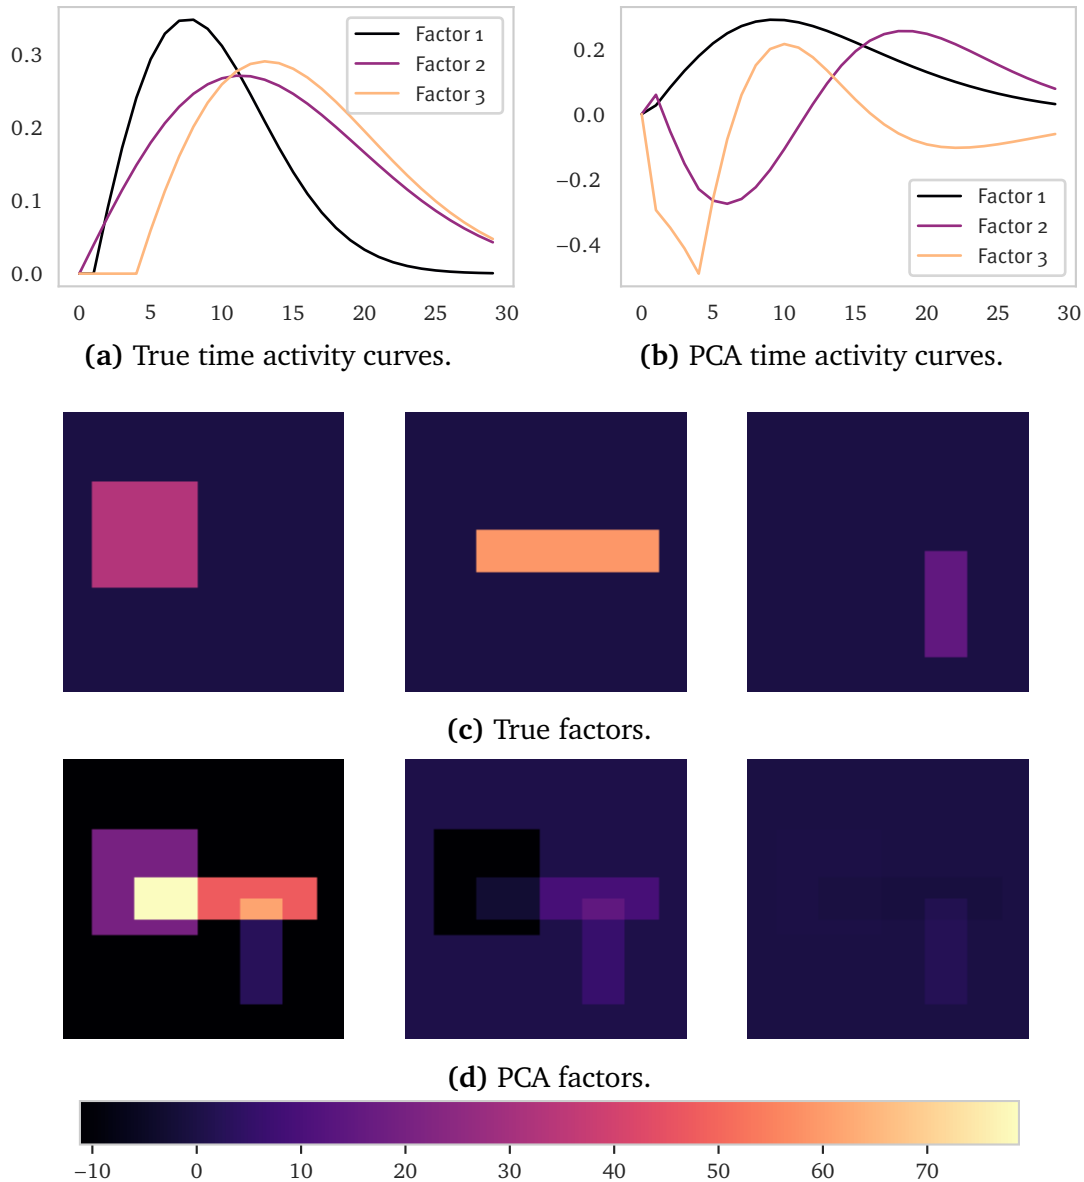 0.3
0.2
0.1
0.0
Factor 1
Factor 2
Factor 3
0 5 10 15 20 25 30
(a) True time activity curves.
0.2
0.0
−0.2
−0.4
Factor 1
Factor 2
Factor 3
0 5 10 15 20 25 30
(b) PCA time activity curves.
(c) True factors.
(d) PCA factors.
−10 0 10 20 30 40 50 60 70